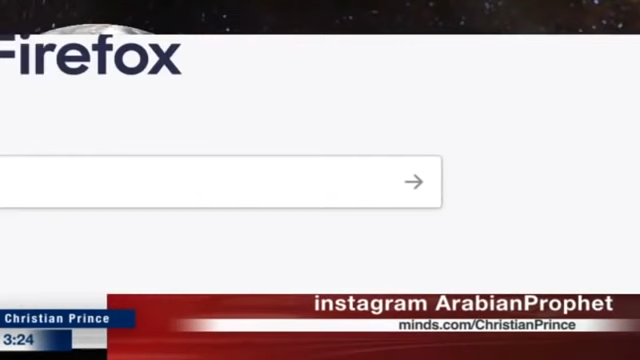 Firefox
instagram ArabianProphet
Christian Prince
minds.com/ChristianPrince
3:24